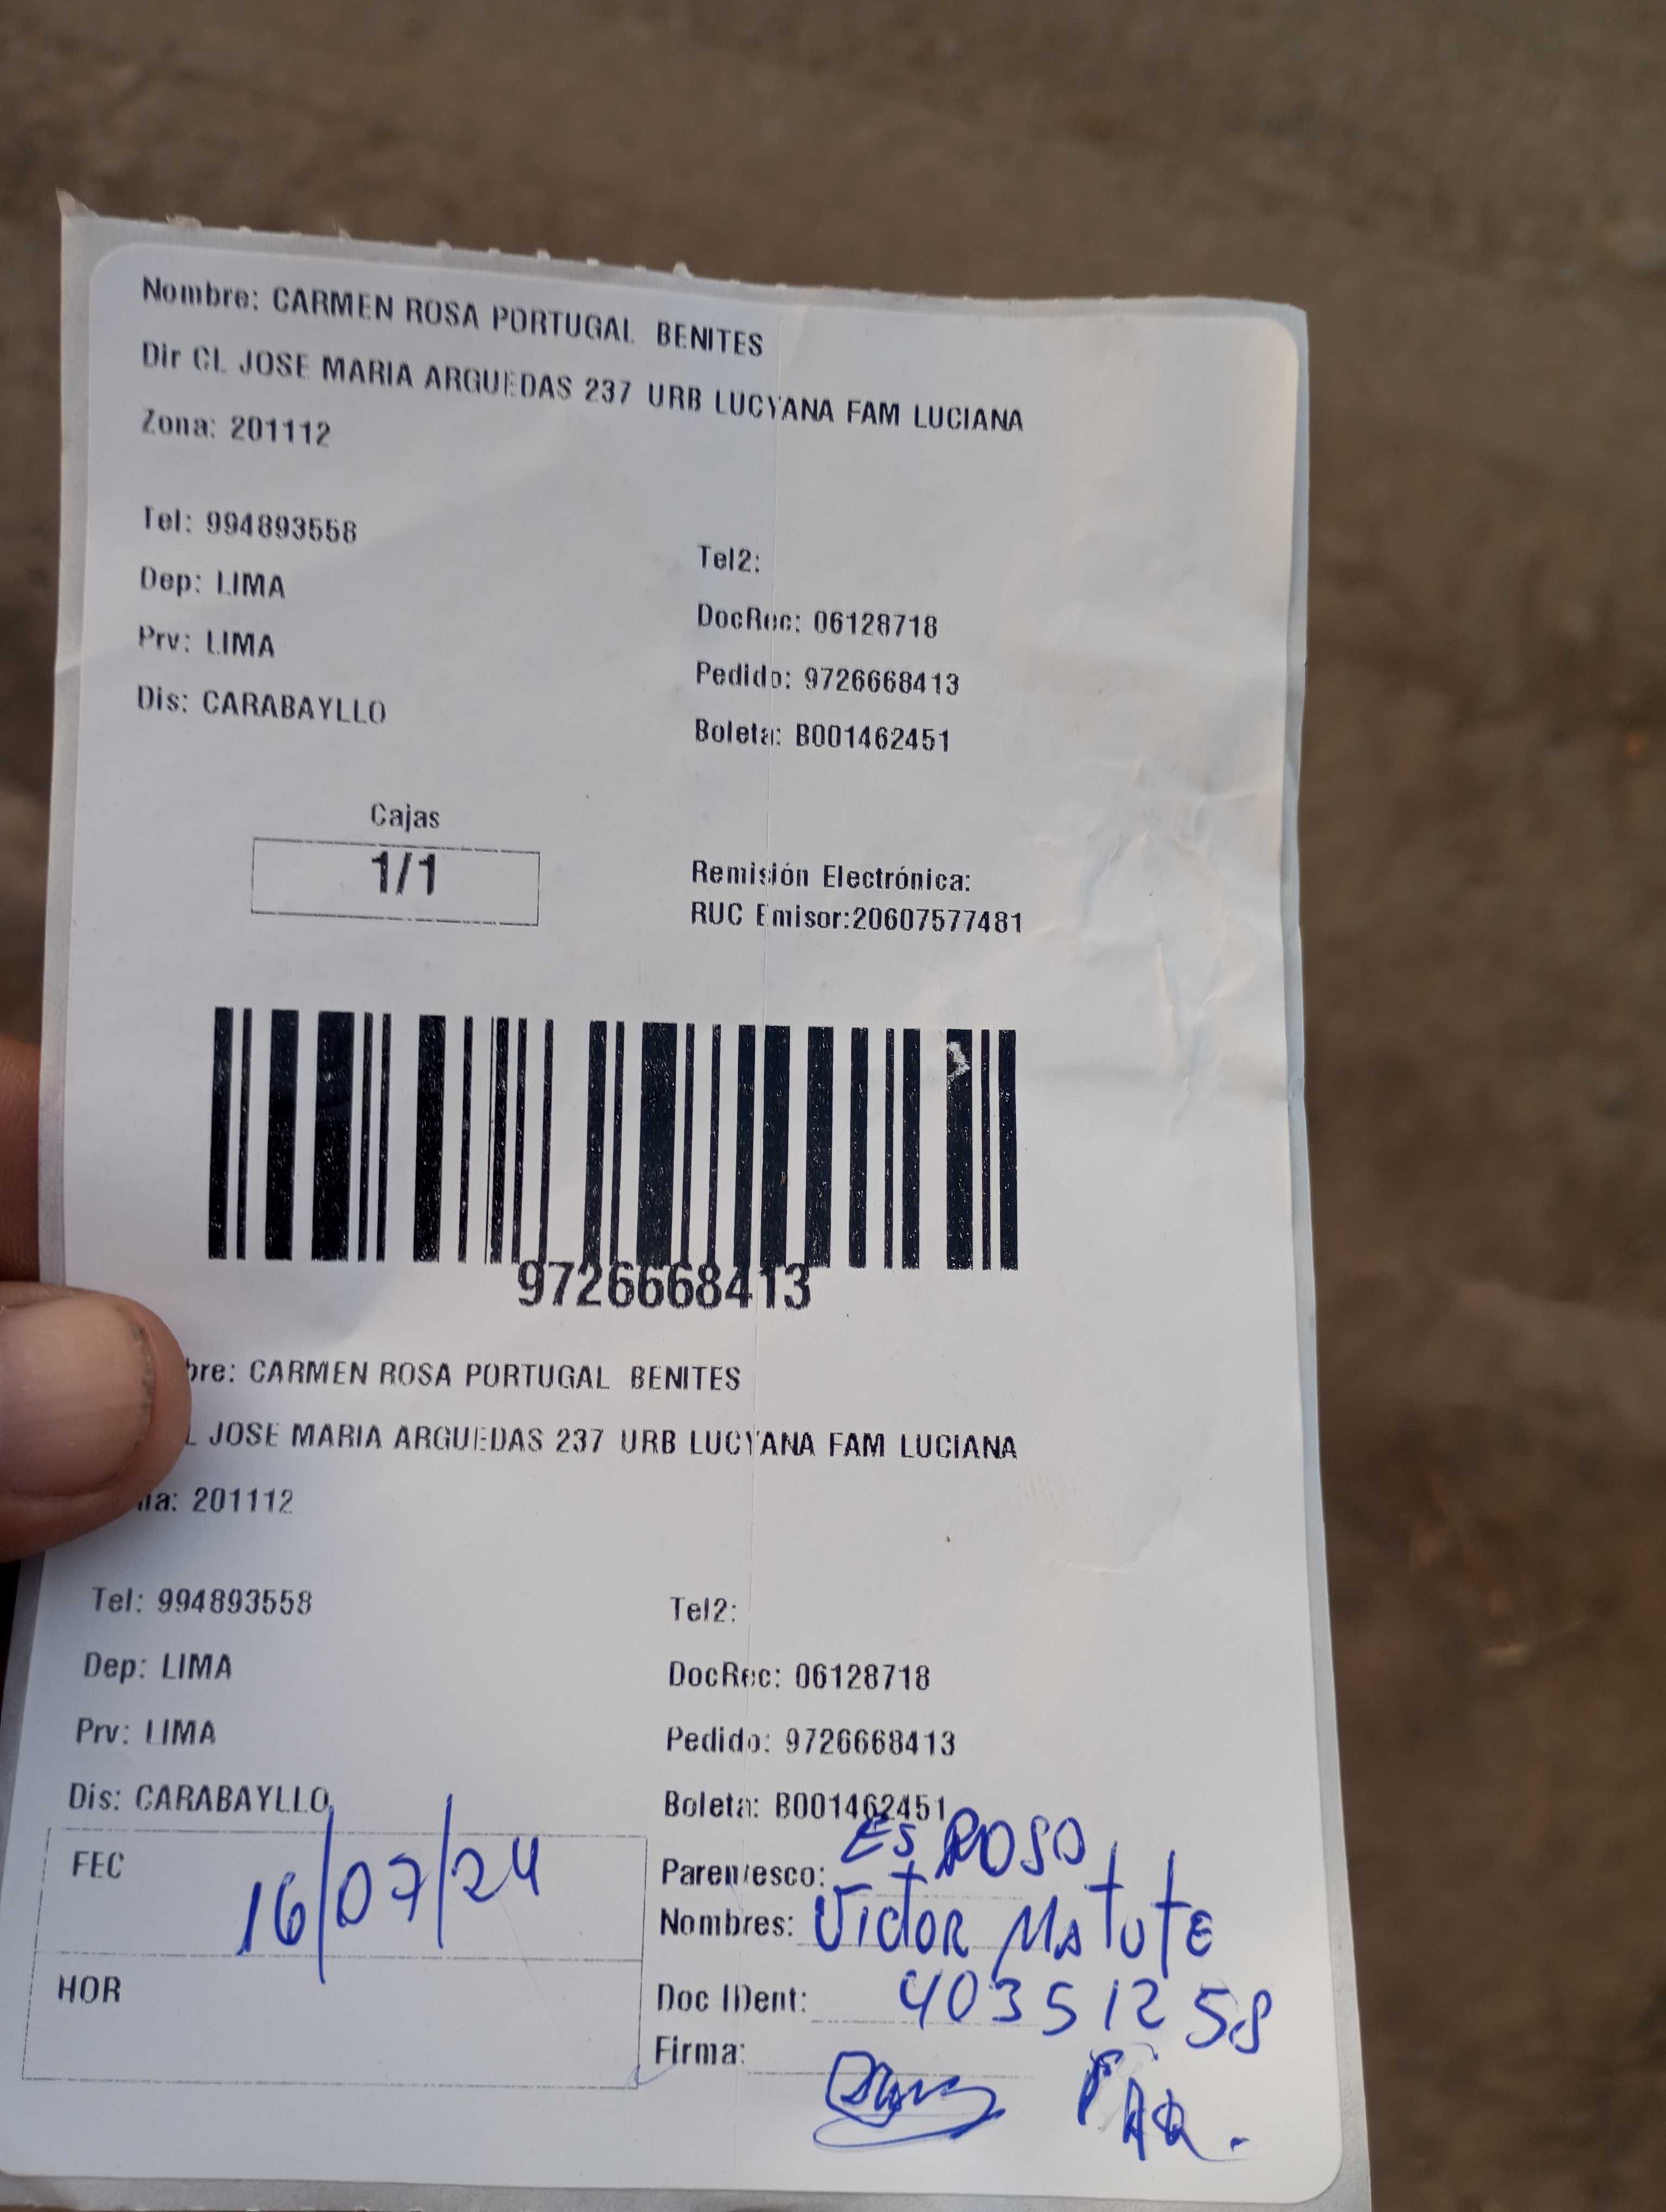 Nombre: CARMEN ROSA PORTUGAL BENITES
Dir CL JOSE MARIA ARGUEDAS 237 URB LUCYANA FAM LUCIANA
Zona: 201112
Tel: 994893558
Tel2:
Dep: LIMA
DocRec: 06128718
Prv: LIMA
Pedido: 9726668413
Dis: CARABAYLLO
Boleta: B001462451
Cajas
1/1
Remisión Electrónica:
RUC Emisor:20607577481
9726668413
bre: CARMEN ROSA PORTUGAL BENITES
L JOSE MARIA ARGUEDAS 237 URB LUCYANA FAM LUCIANA
na: 201112
Tel: 994893558
Tel2:
Dep: LIMA
DocRec: 06128718
Prv: LIMA
Pedido: 9726668413
Dis: CARABAYLLO
Boleta: B001462451
FEC 16/07/24
Parentesco: ESPOSO
Nombres: Victor MATUTE
HOR
Doc IDent: 40351258
Firma: